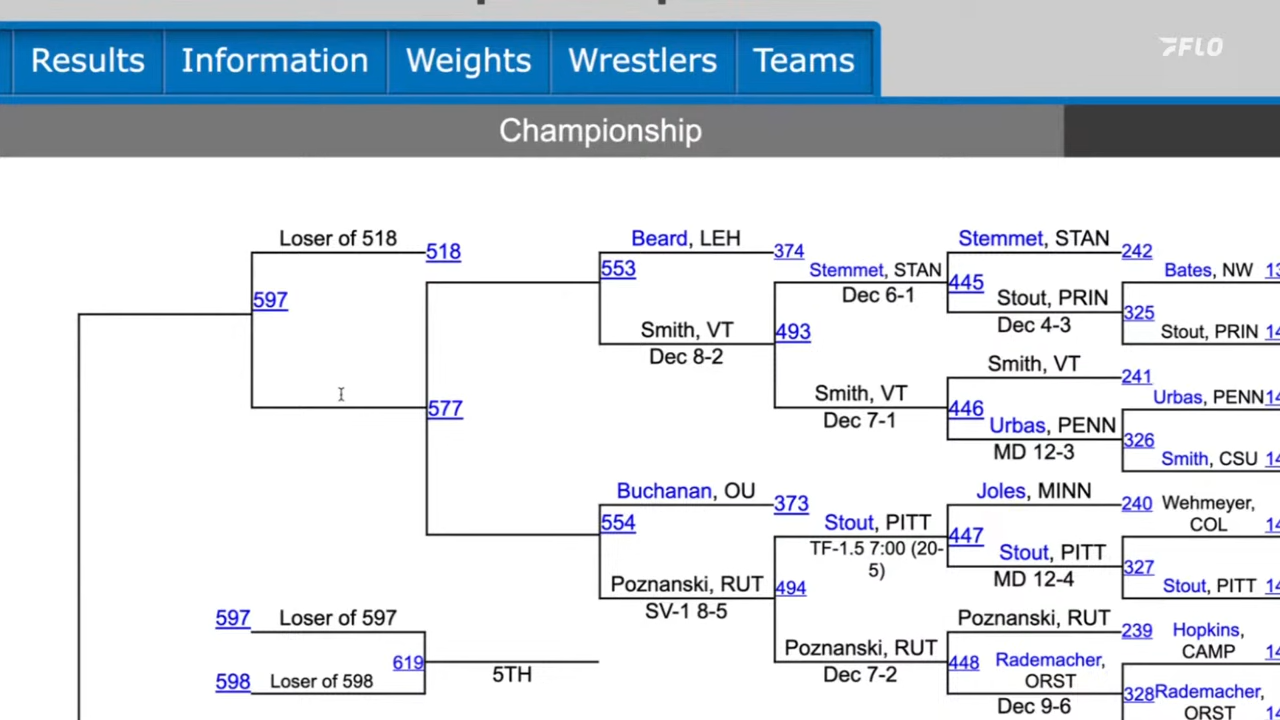 Results
Information
Weights
Wrestlers
Teams
FLO
Championship
Loser of 518
518
Beard, LEH
374
Stemmet, STAN
242
553
Stemmet, STAN
Dec 6-1
445
Bates, NW
597
Stout, PRIN
Dec 4-3
325
Smith, VT
Dec 8-2
493
Stout, PRIN
Smith, VT
241
Smith, VT
Dec 7-1
Urbas, PENN
577
446
Urbas, PENN
MD 12-3
326
Smith, CSU
Buchanan, OU
373
Joles, MINN
240
Wehmeyer,
COL
554
Stout, PITT
TF-1.5 7:00 (20-
5)
447
Stout, PITT
MD 12-4
327
Stout, PITT
Poznanski, RUT
SV-1 8-5
494
597
Loser of 597
Poznanski, RUT
239
Hopkins,
CAMP
Poznanski, RUT
Dec 7-2
619
5TH
448
Rademacher,
ORST
Dec 9-6
598
Loser of 598
328
Rademacher,
ORST